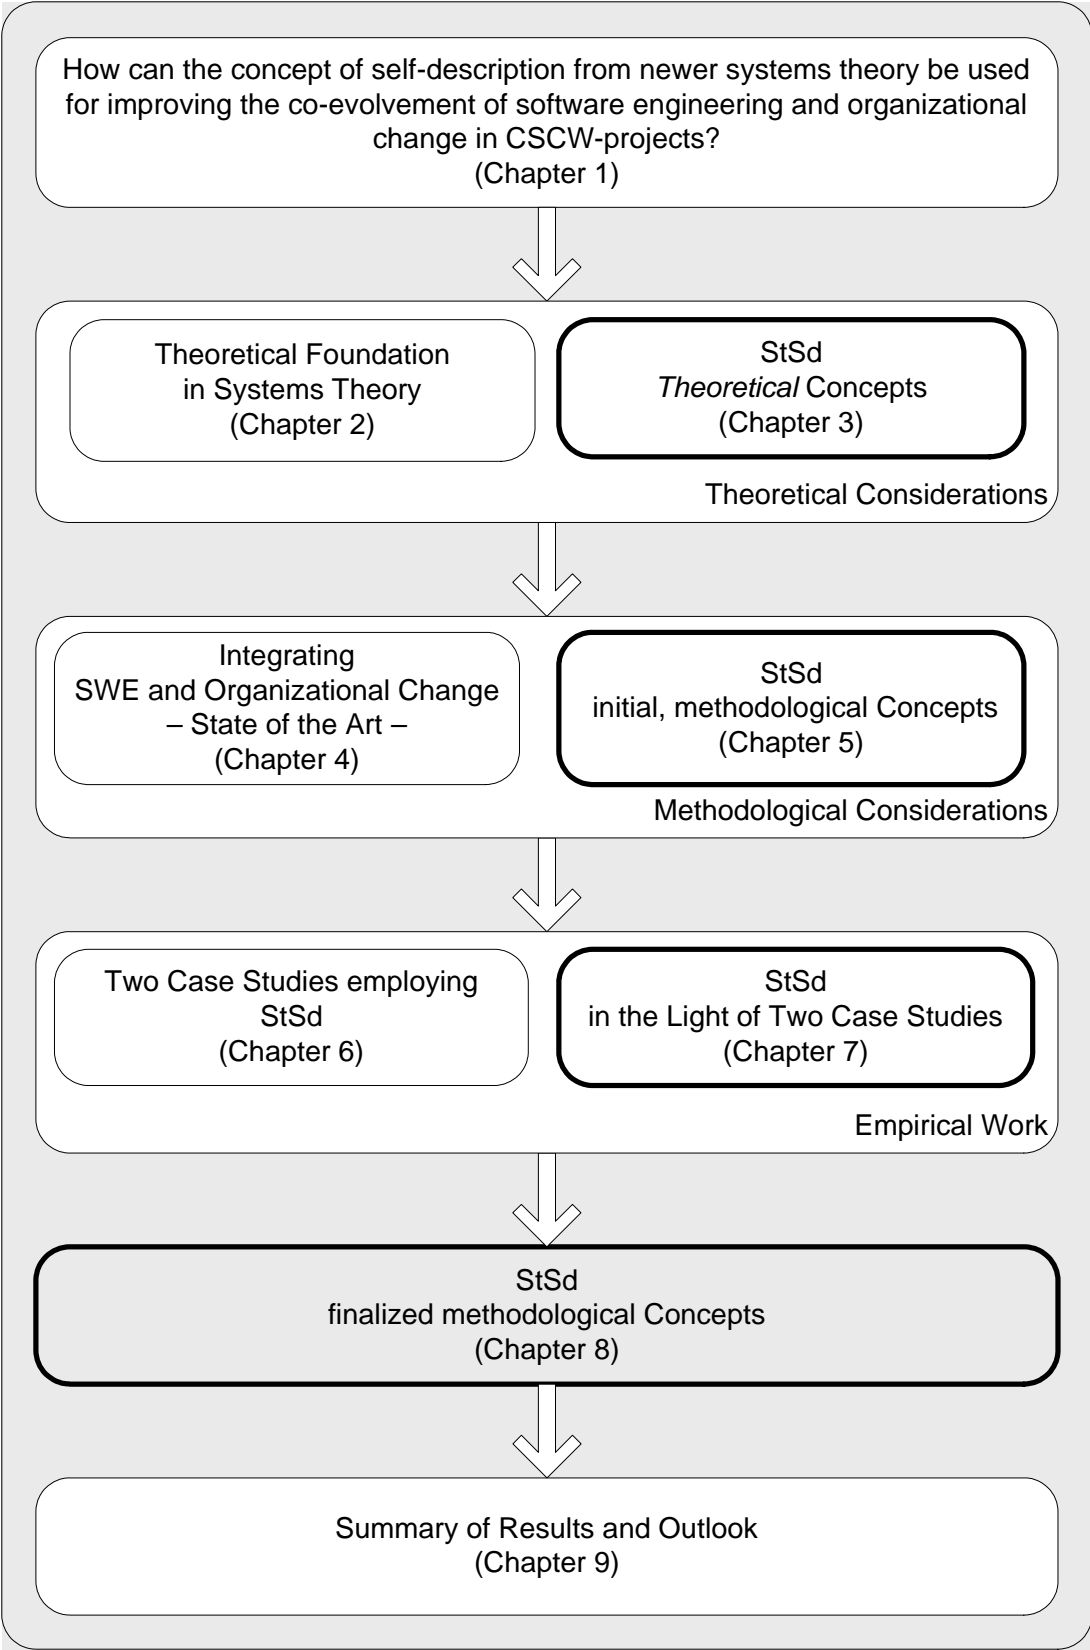 How can the concept of self-description from newer systems theory be used
for improving the co-evolvement of software engineering and organizational
change in CSCW-projects?
(Chapter 1)
Theoretical Foundation
in Systems Theory
(Chapter 2)
StSd
Theoretical Concepts
(Chapter 3)
Theoretical Considerations
Integrating
SWE and Organizational Change
– State of the Art –
(Chapter 4)
StSd
initial, methodological Concepts
(Chapter 5)
Methodological Considerations
Two Case Studies employing
StSd
(Chapter 6)
StSd
in the Light of Two Case Studies
(Chapter 7)
Empirical Work
StSd
finalized methodological Concepts
(Chapter 8)
Summary of Results and Outlook
(Chapter 9)